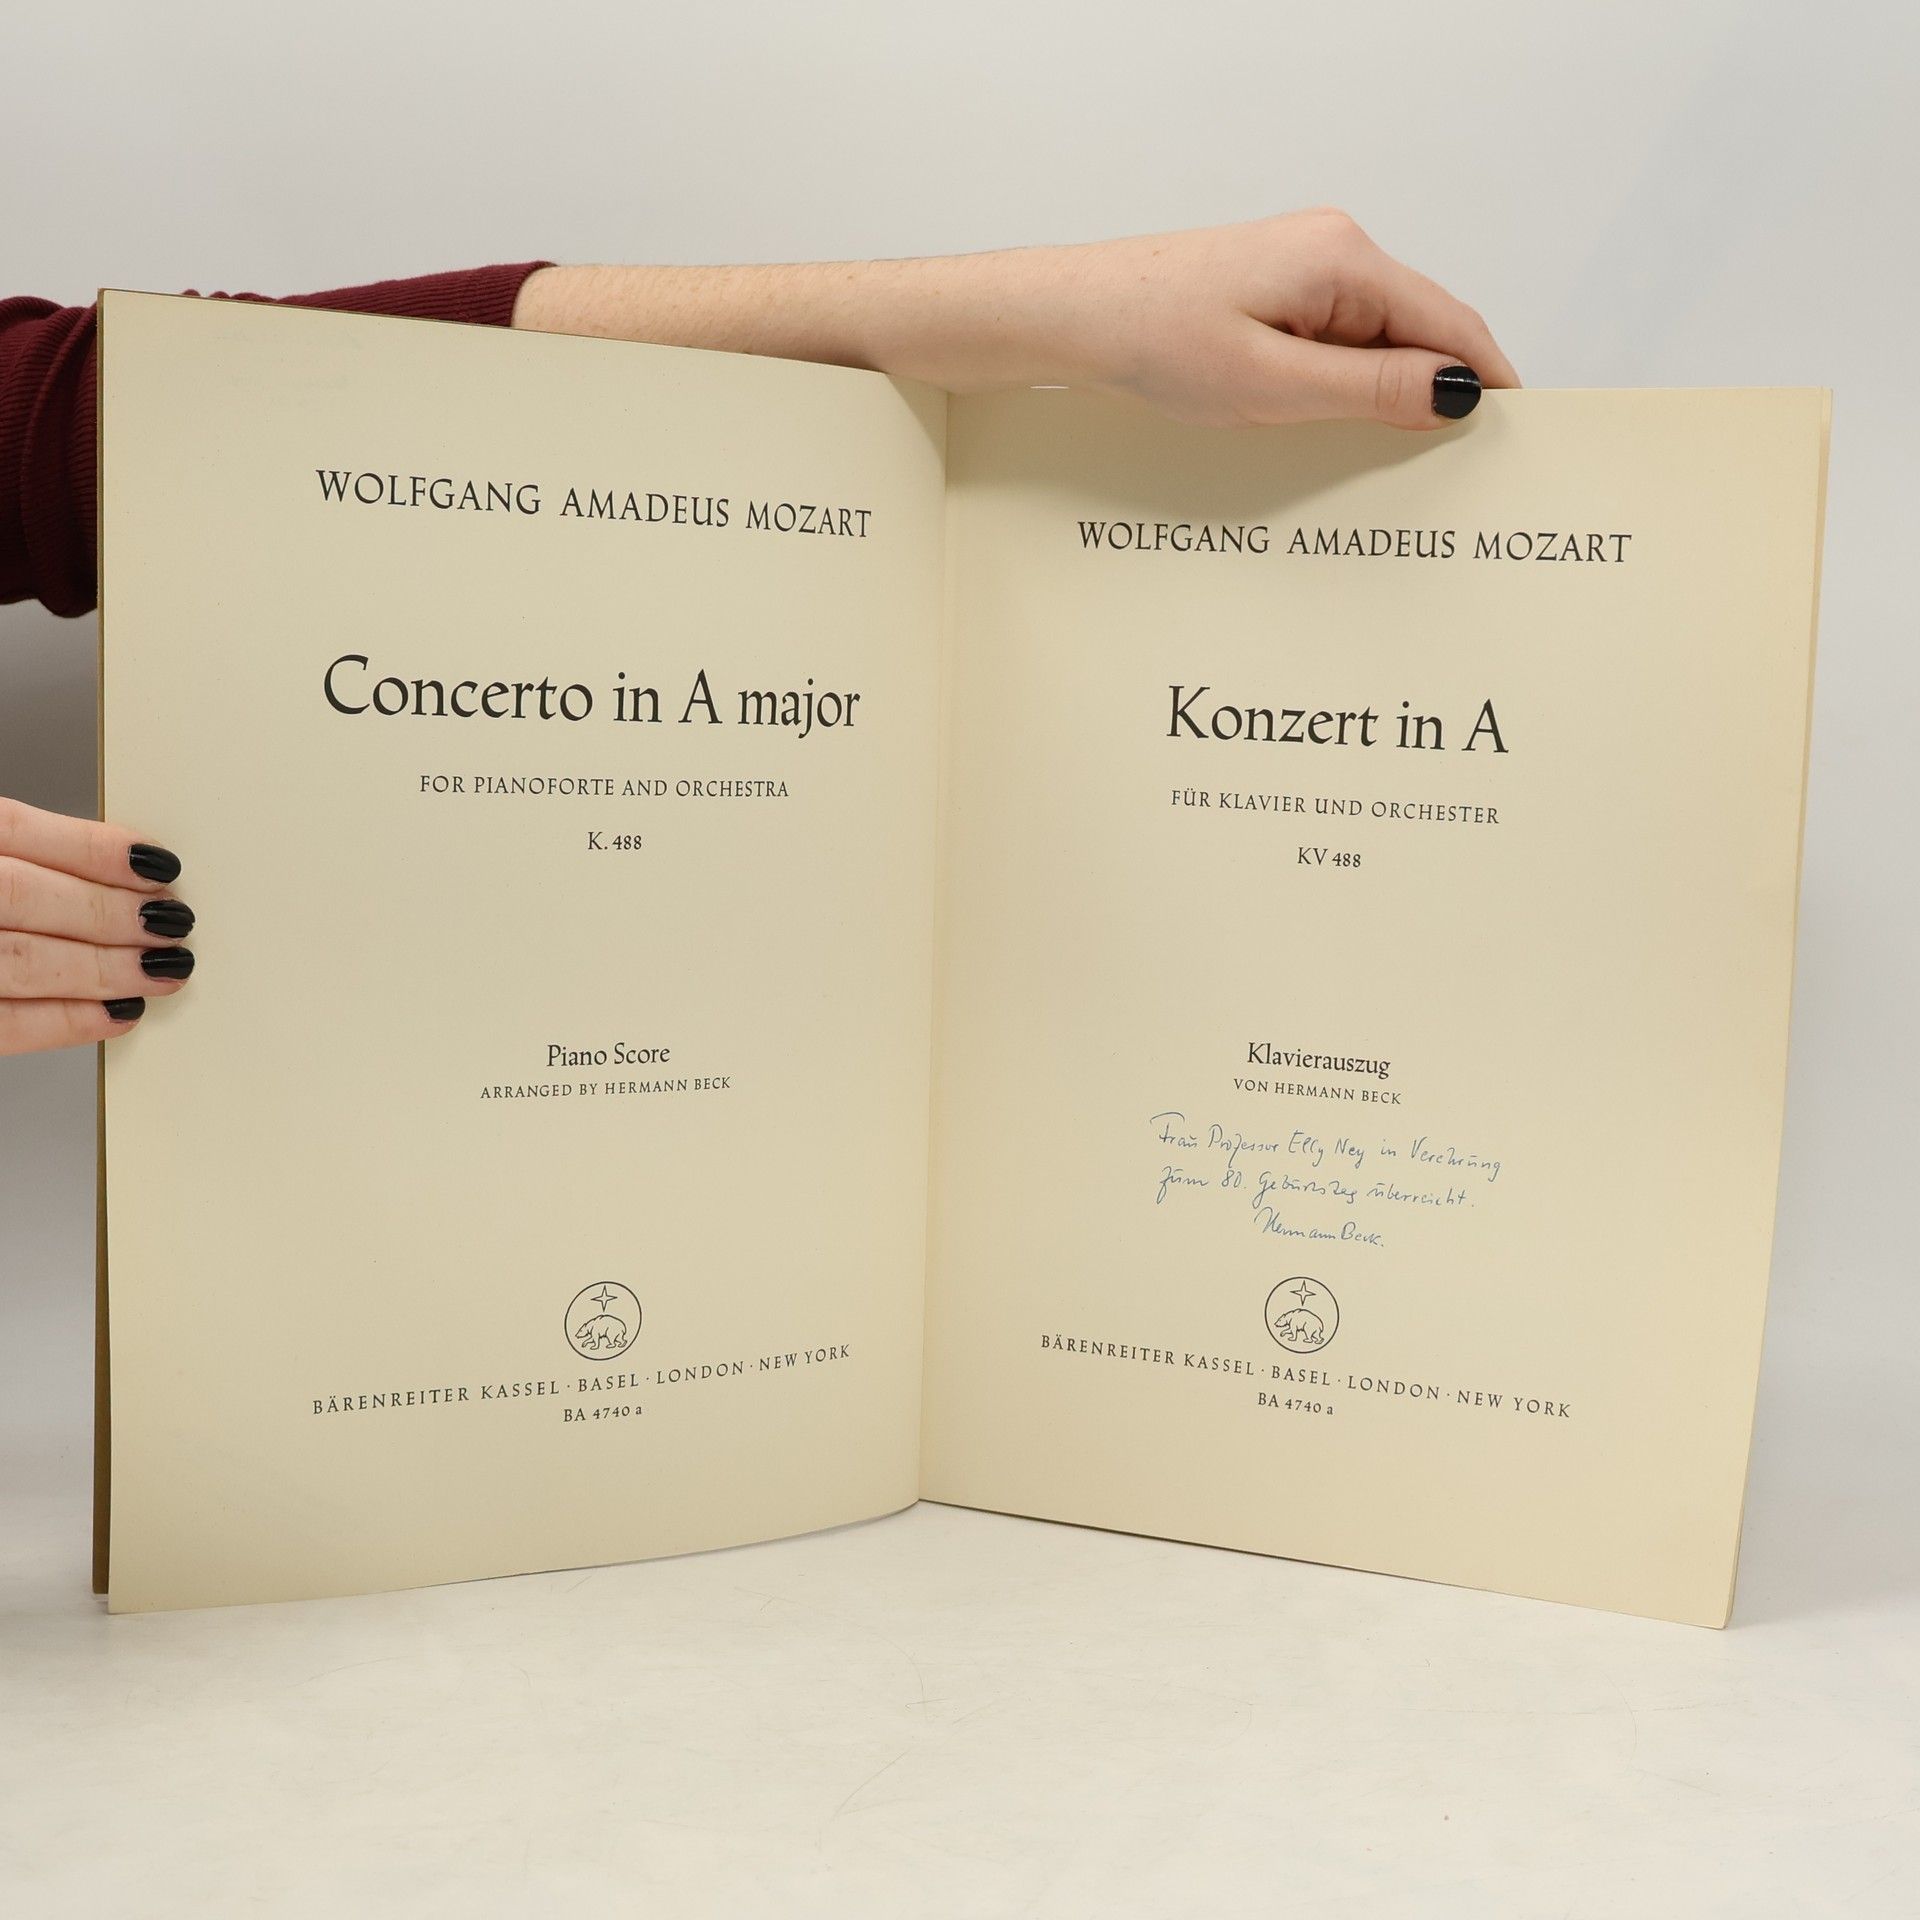 WOLFGANG AMADEUS MOZART
Concerto in A major
FOR PIANOFORTE AND ORCHESTRA
K. 488
Piano Score
ARRANGED BY HERMANN BECK
BÄRENREITER KASSEL · BASEL · LONDON · NEW YORK
BA 4740 a
WOLFGANG AMADEUS MOZART
Konzert in A
FÜR KLAVIER UND ORCHESTER
KV 488
Klavierauszug
VON HERMANN BECK
Frau Professor Elly Ney in Verehrung
zum 80. Geburtstag überreicht.
Hermann Beck.
BÄRENREITER KASSEL · BASEL · LONDON · NEW YORK
BA 4740 a